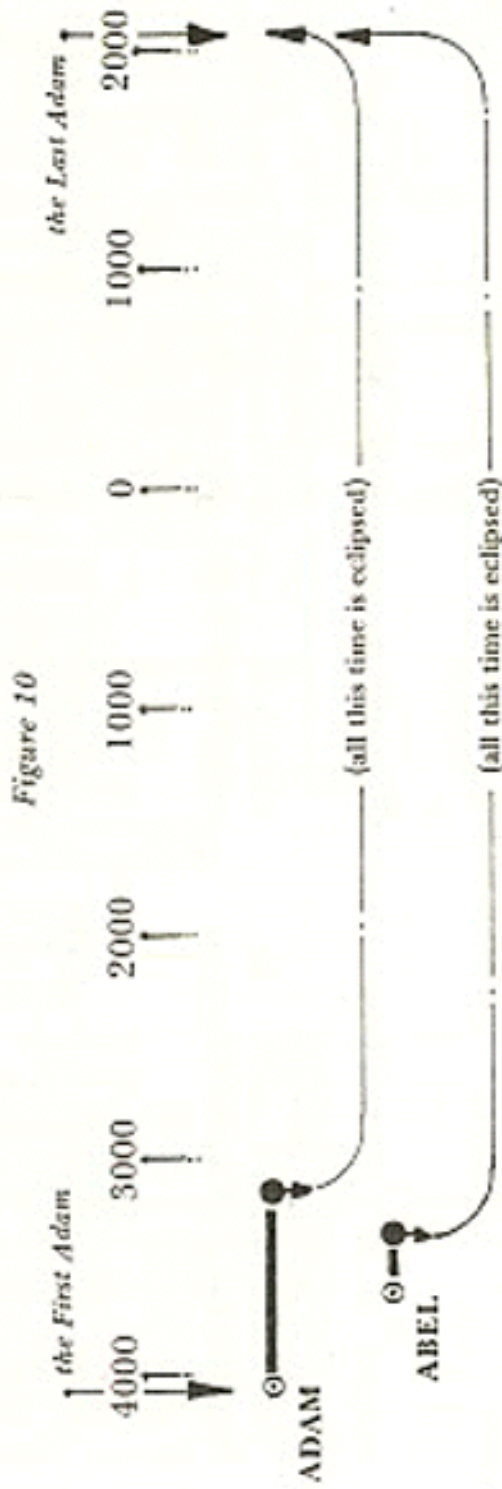 Figure 10
the First Adam
the Last Adam
4000 3000 2000 1000 0 1000 2000
ADAM
(all this time is eclipsed)
ABEL
(all this time is eclipsed)